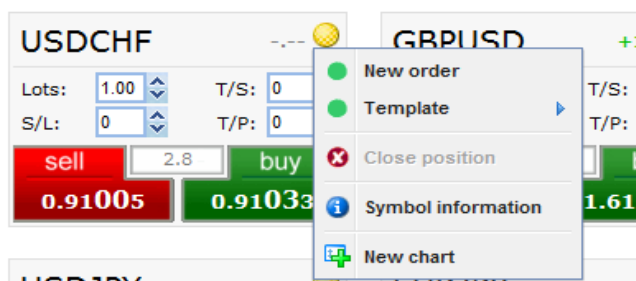 USDCHF -.--
GBPUSD
Lots: 1.00 T/S: 0
S/L: 0 T/P: 0
sell 2.8 buy
0.91005 0.91033
New order
Template
Close position
Symbol information
New chart
T/S:
T/P:
1.61
USDJPY